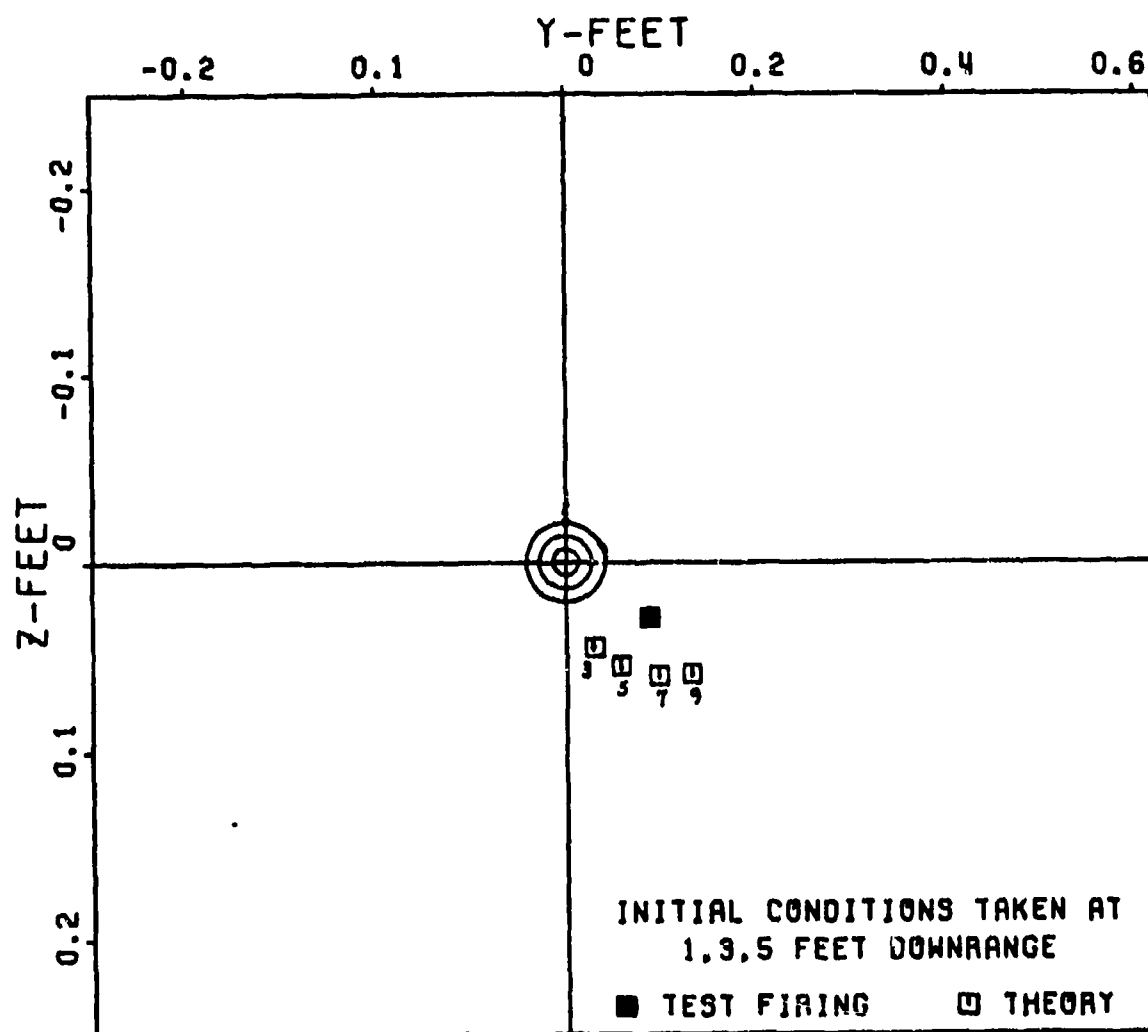 Y-FEET
-0.2 0.1 0 0.2 0.4 0.6
-0.2
-0.1
0
Z-FEET
0.1
0.2
3 5 7 9
INITIAL CONDITIONS TAKEN AT
1,3,5 FEET DOWNRANGE
TEST FIRING THEORY